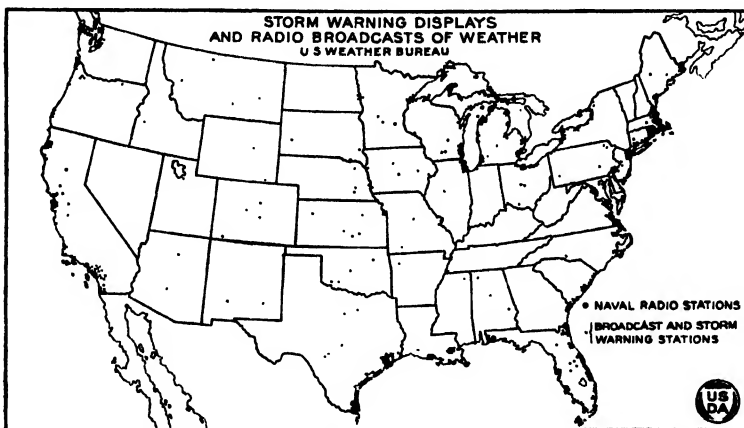 STORM WARNING DISPLAYS
AND RADIO BROADCASTS OF WEATHER
U S WEATHER BUREAU
NAVAL RADIO STATIONS
BROADCAST AND STORM
WARNING STATIONS
US
DA